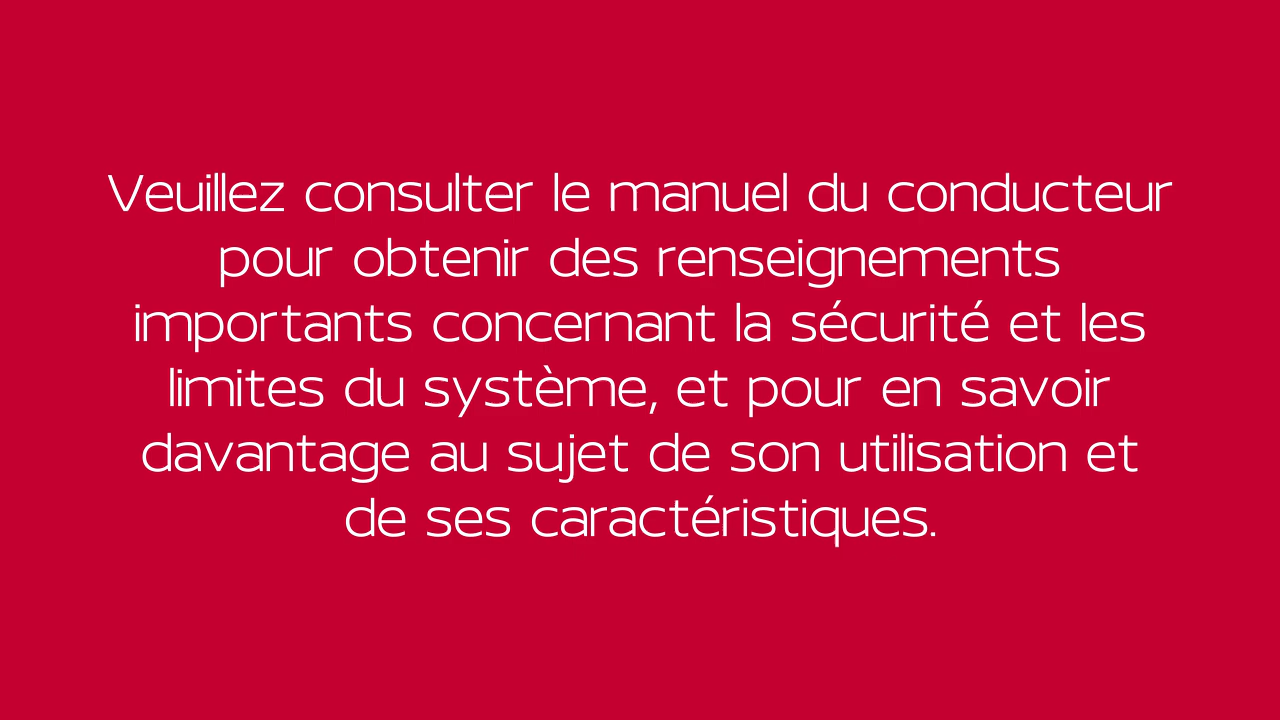 Veuillez consulter le manuel du conducteur
pour obtenir des renseignements
importants concernant la sécurité et les
limites du système, et pour en savoir
davantage au sujet de son utilisation et
de ses caractéristiques.